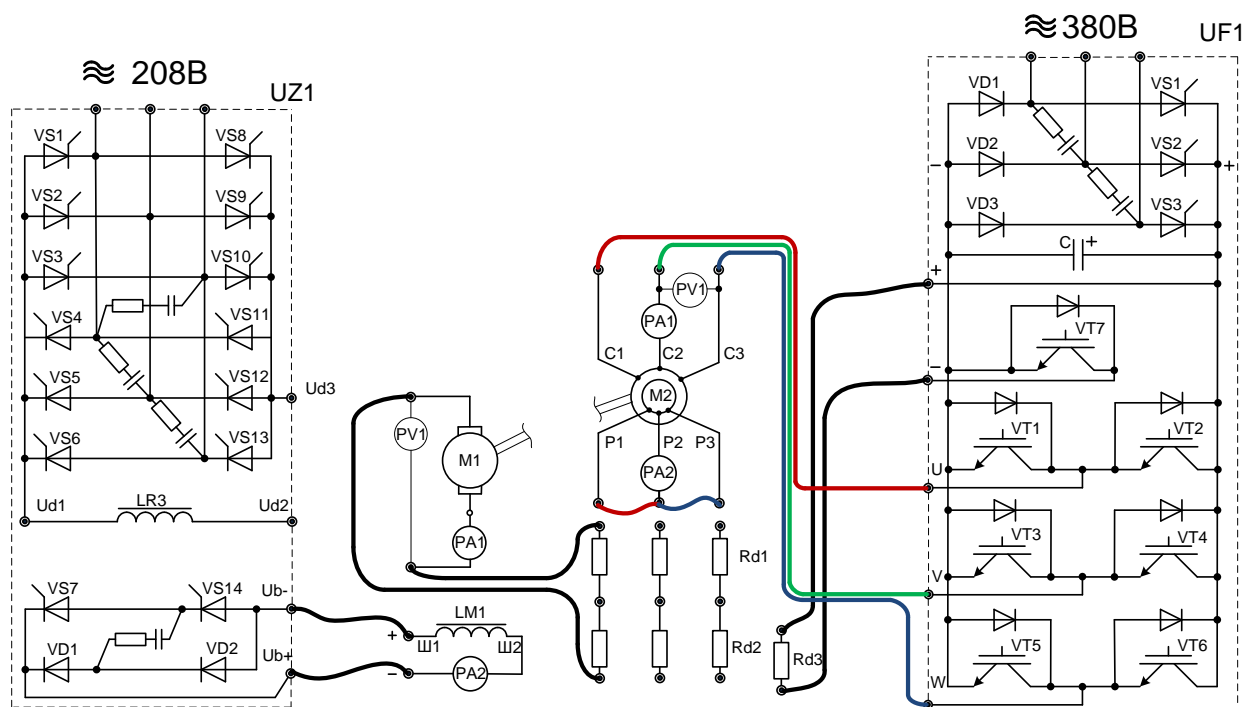 ≋ 380В UF1
≋ 208В UZ1
VD1 VS1
VS1 VS8
VD2 VS2
− +
VS2 VS9
VD3 VS3
VS3 VS10
C +
+
PV1
VS4 VS11
PA1
VT7
C1 C2 C3
−
VS5 VS12 Ud3
M2
VT1 VT2
PV1 M1
P1 P2 P3
VS6 VS13
PA2
U
Ud1 LR3 Ud2
PA1
VT3 VT4
Rd1
V
VS7 VS14 Ub-
LM1
+ Ш1 Ш2
Rd2
VD1 VD2 Ub+
Rd3
VT5 VT6
− PA2
W